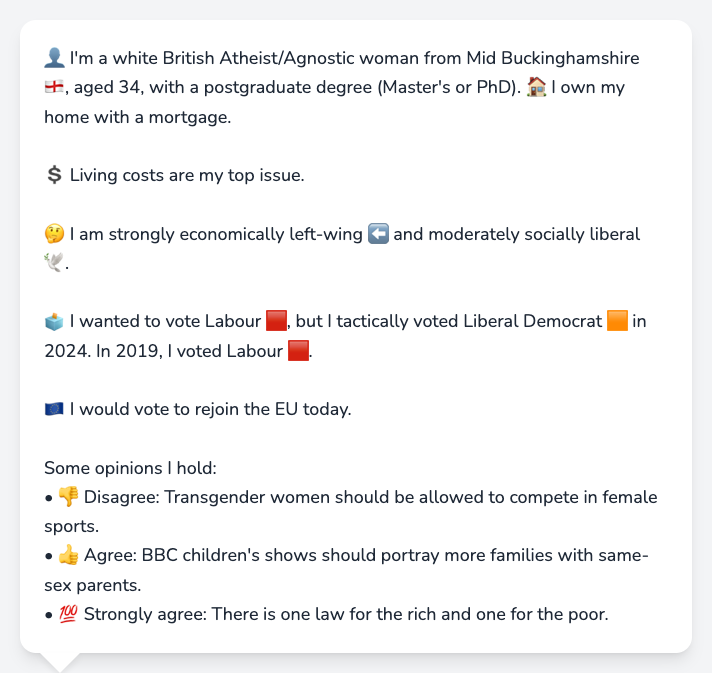 👤 I'm a white British Atheist/Agnostic woman from Mid Buckinghamshire
🏴󠁧󠁢󠁥󠁮󠁧󠁿, aged 34, with a postgraduate degree (Master's or PhD). 🏠 I own my
home with a mortgage.
💲 Living costs are my top issue.
🤔 I am strongly economically left-wing ⬅️ and moderately socially liberal
🕊️.
🗳️ I wanted to vote Labour 🟥, but I tactically voted Liberal Democrat 🟧 in
2024. In 2019, I voted Labour 🟥.
🇪🇺 I would vote to rejoin the EU today.
Some opinions I hold:
• 👎 Disagree: Transgender women should be allowed to compete in female
sports.
• 👍 Agree: BBC children's shows should portray more families with same-
sex parents.
• 💯 Strongly agree: There is one law for the rich and one for the poor.